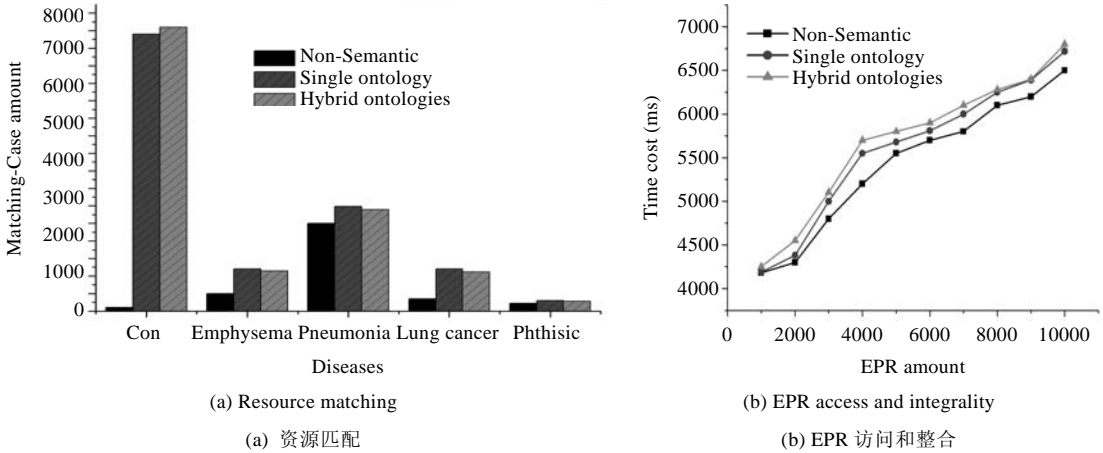 8000
7000
6000
5000
4000
3000
2000
1000
0
Matching-Case amount
Non-Semantic
Single ontology
Hybrid ontologies
Con Emphysema Pneumonia Lung cancer Phthisic
Diseases
(a) Resource matching
(a) 资源匹配
7000
6500
6000
5500
5000
4500
4000
Time cost (ms)
Non-Semantic
Single ontology
Hybrid ontologies
0 2000 4000 6000 8000 10000
EPR amount
(b) EPR access and integrality
(b) EPR 访问和整合